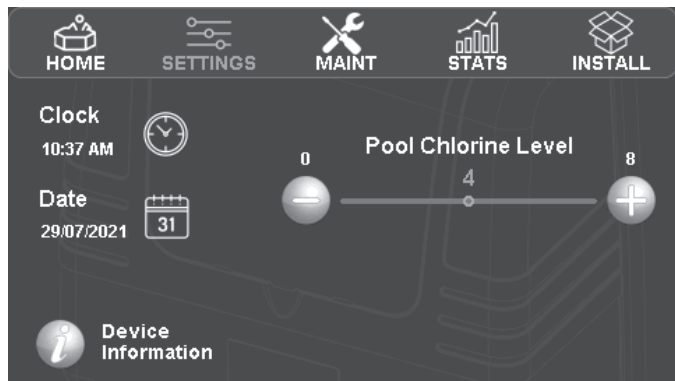 HOME SETTINGS MAINT STATS INSTALL
Clock
10:37 AM
Pool Chlorine Level
0 8
4
Date
29/07/2021
31
Device
Information